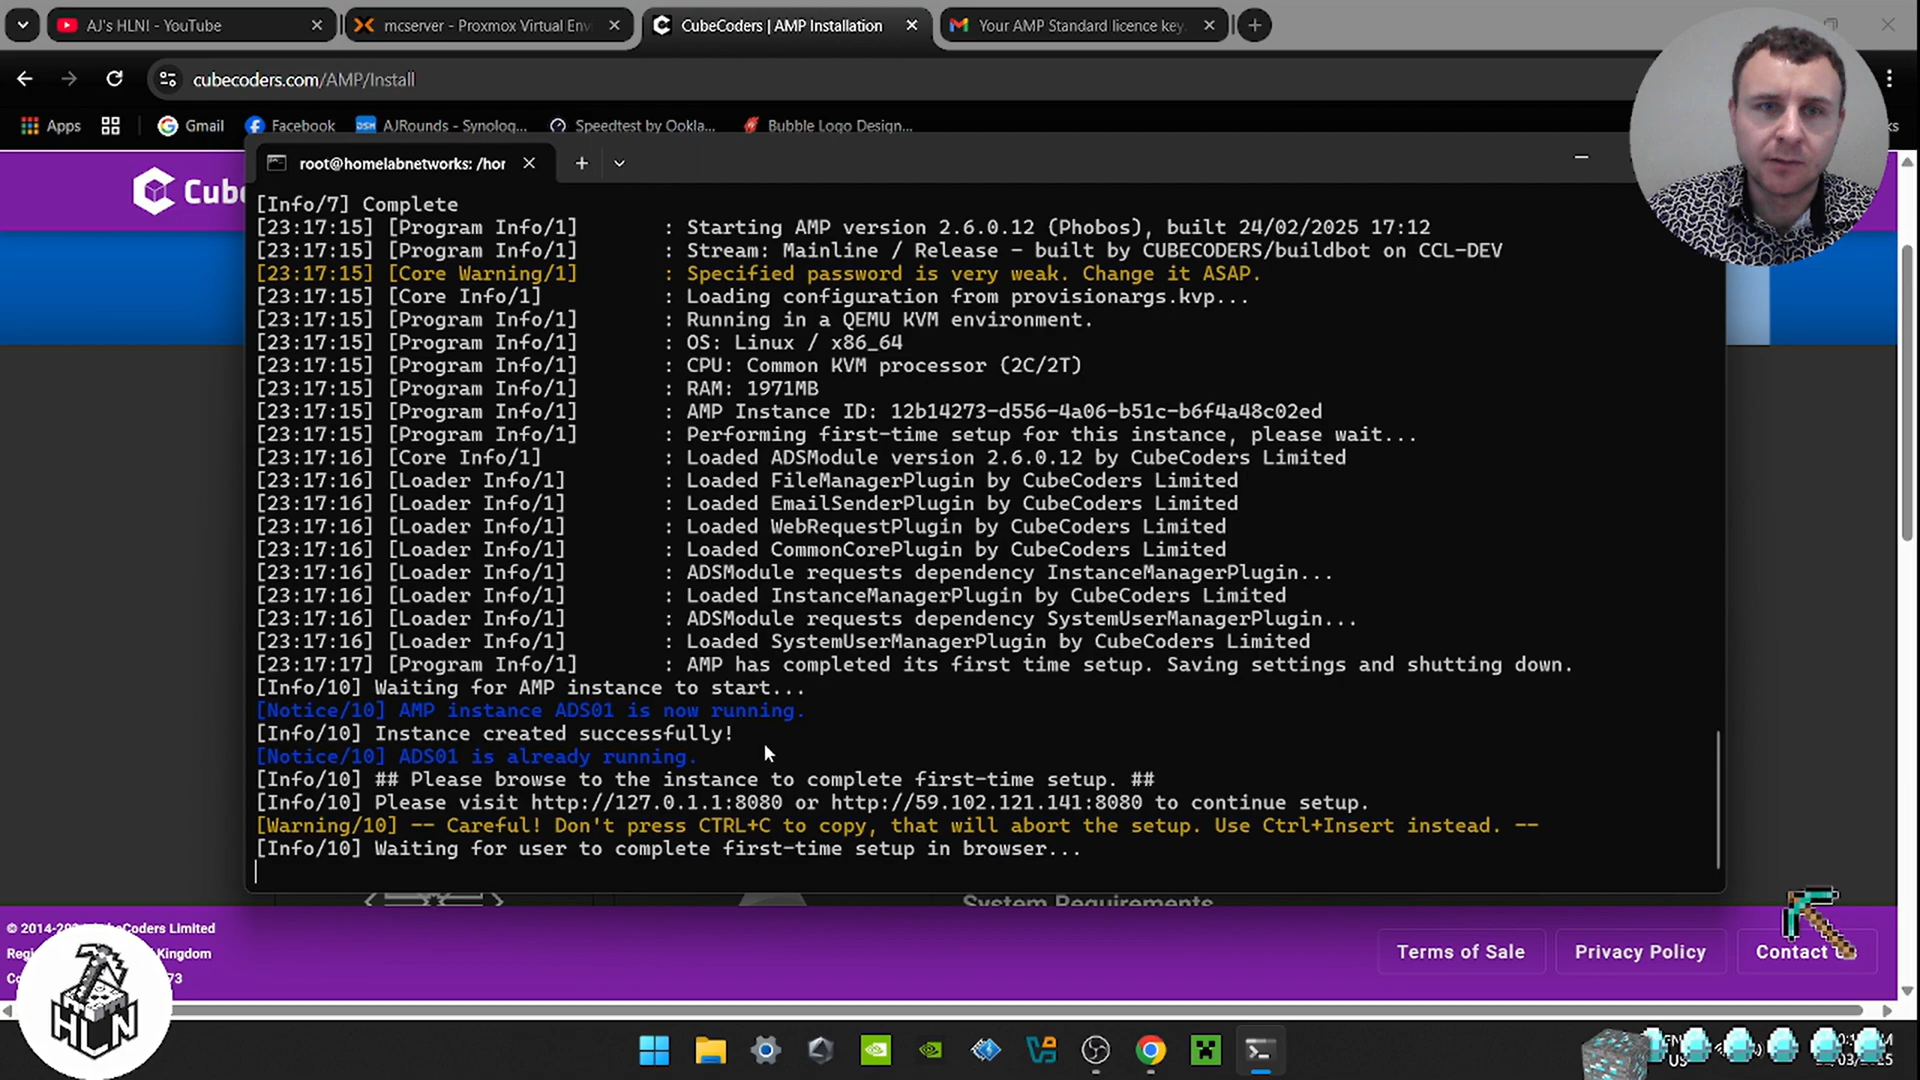 AJ's HLNI - YouTube
mcserver - Proxmox Virtual Envi
CubeCoders | AMP Installation
Your AMP Standard licence key.
cubecoders.com/AMP/Install
Apps
Gmail
Facebook
AJRounds - Synolog...
Speedtest by Ookla...
Bubble Logo Design...
root@homelabnetworks: /hor
[Info/7] Complete
[23:17:15] [Program Info/1] : Starting AMP version 2.6.0.12 (Phobos), built 24/02/2025 17:12
[23:17:15] [Program Info/1] : Stream: Mainline / Release - built by CUBECODERS/buildbot on CCL-DEV
[23:17:15] [Core Warning/1] : Specified password is very weak. Change it ASAP.
[23:17:15] [Core Info/1] : Loading configuration from provisionargs.kvp...
[23:17:15] [Program Info/1] : Running in a QEMU KVM environment.
[23:17:15] [Program Info/1] : OS: Linux / x86_64
[23:17:15] [Program Info/1] : CPU: Common KVM processor (2C/2T)
[23:17:15] [Program Info/1] : RAM: 1971MB
[23:17:15] [Program Info/1] : AMP Instance ID: 12b14273-d556-4a06-b51c-b6f4a48c02ed
[23:17:15] [Program Info/1] : Performing first-time setup for this instance, please wait...
[23:17:16] [Core Info/1] : Loaded ADSModule version 2.6.0.12 by CubeCoders Limited
[23:17:16] [Loader Info/1] : Loaded FileManagerPlugin by CubeCoders Limited
[23:17:16] [Loader Info/1] : Loaded EmailSenderPlugin by CubeCoders Limited
[23:17:16] [Loader Info/1] : Loaded WebRequestPlugin by CubeCoders Limited
[23:17:16] [Loader Info/1] : Loaded CommonCorePlugin by CubeCoders Limited
[23:17:16] [Loader Info/1] : ADSModule requests dependency InstanceManagerPlugin...
[23:17:16] [Loader Info/1] : Loaded InstanceManagerPlugin by CubeCoders Limited
[23:17:16] [Loader Info/1] : ADSModule requests dependency SystemUserManagerPlugin...
[23:17:16] [Loader Info/1] : Loaded SystemUserManagerPlugin by CubeCoders Limited
[23:17:17] [Program Info/1] : AMP has completed its first time setup. Saving settings and shutting down.
[Info/10] Waiting for AMP instance to start...
[Notice/10] AMP instance ADS01 is now running.
[Info/10] Instance created successfully!
[Notice/10] ADS01 is already running.
[Info/10] ## Please browse to the instance to complete first-time setup. ##
[Info/10] Please visit http://127.0.1.1:8080 or http://59.102.121.141:8080 to continue setup.
[Warning/10] -- Careful! Don't press CTRL+C to copy, that will abort the setup. Use Ctrl+Insert instead. --
[Info/10] Waiting for user to complete first-time setup in browser...
System Requirements
Limited
Kingdom
73
Terms of Sale
Privacy Policy
Contact
HLN